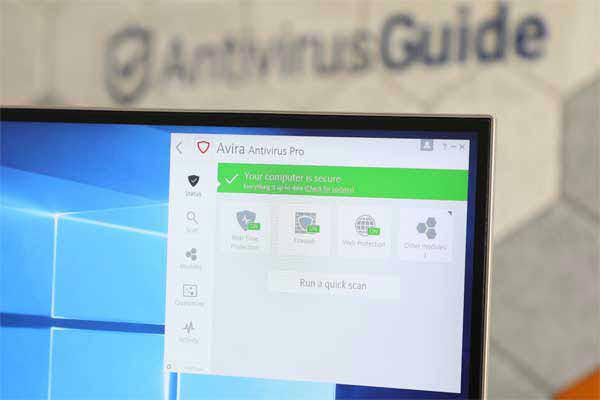 AntivirusGuide
Avira Antivirus Pro
? – ×
Your computer is secure
Everything is up to date (Check for updates)
Status
Scan
Modules
Customize
Activity
ON
Real-Time
Protection
ON
Firewall
ON
Web Protection
Other modules
Run a quick scan